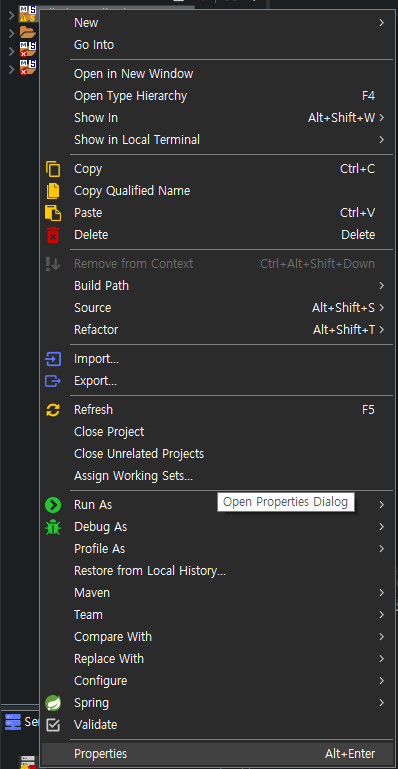 New
Go Into
Open in New Window
Open Type Hierarchy F4
Show In Alt+Shift+W
Show in Local Terminal
Copy Ctrl+C
Copy Qualified Name
Paste Ctrl+V
Delete Delete
Remove from Context Ctrl+Alt+Shift+Down
Build Path
Source Alt+Shift+S
Refactor Alt+Shift+T
Import...
Export...
Refresh F5
Close Project
Close Unrelated Projects
Assign Working Sets...
Open Properties Dialog
Run As
Debug As
Profile As
Restore from Local History...
Maven
Team
Compare With
Replace With
Configure
Spring
Se
Validate
Properties Alt+Enter